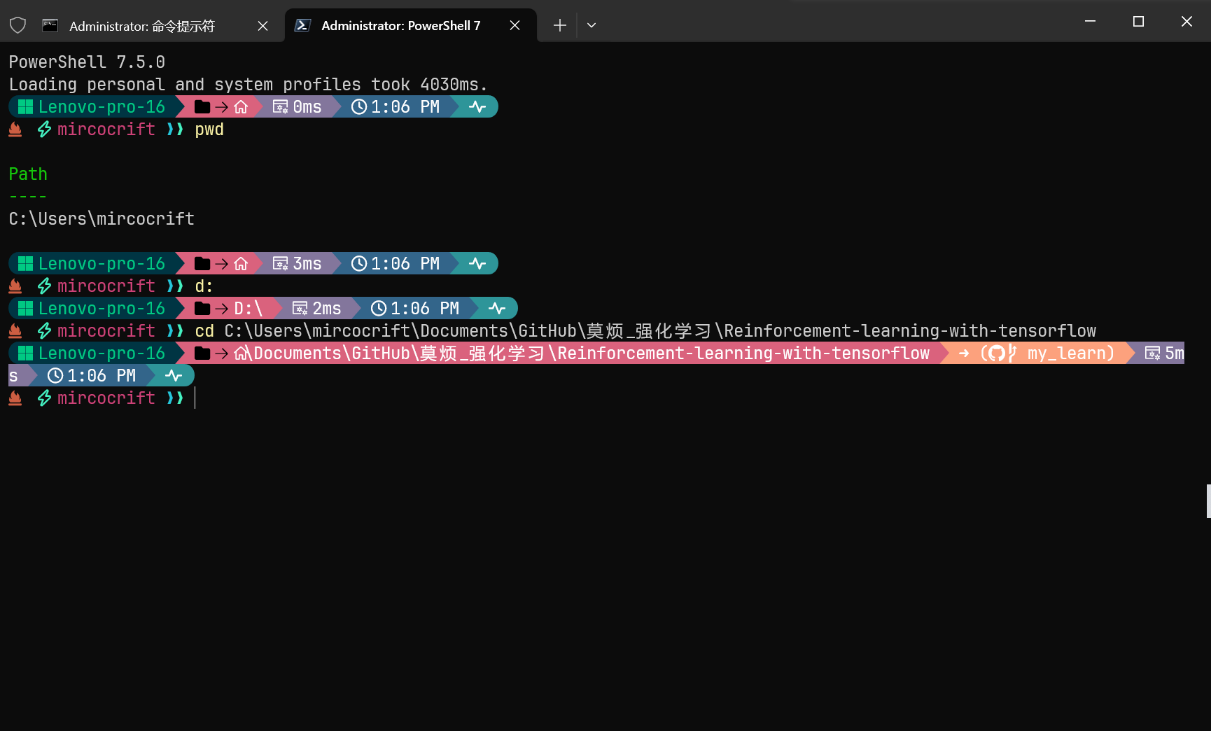 Administrator: 命令提示符
Administrator: PowerShell 7
PowerShell 7.5.0
Loading personal and system profiles took 4030ms.
Lenovo-pro-16 → 0ms 1:06 PM
mircocrift ❯❯ pwd
Path
----
C:\Users\mircocrift
Lenovo-pro-16 → 3ms 1:06 PM
mircocrift ❯❯ d:
Lenovo-pro-16 → D:\ 2ms 1:06 PM
mircocrift ❯❯ cd C:\Users\mircocrift\Documents\GitHub\莫烦_强化学习\Reinforcement-learning-with-tensorflow
Lenovo-pro-16 → \Documents\GitHub\莫烦_强化学习\Reinforcement-learning-with-tensorflow → ( my_learn) 5m
s 1:06 PM
mircocrift ❯❯